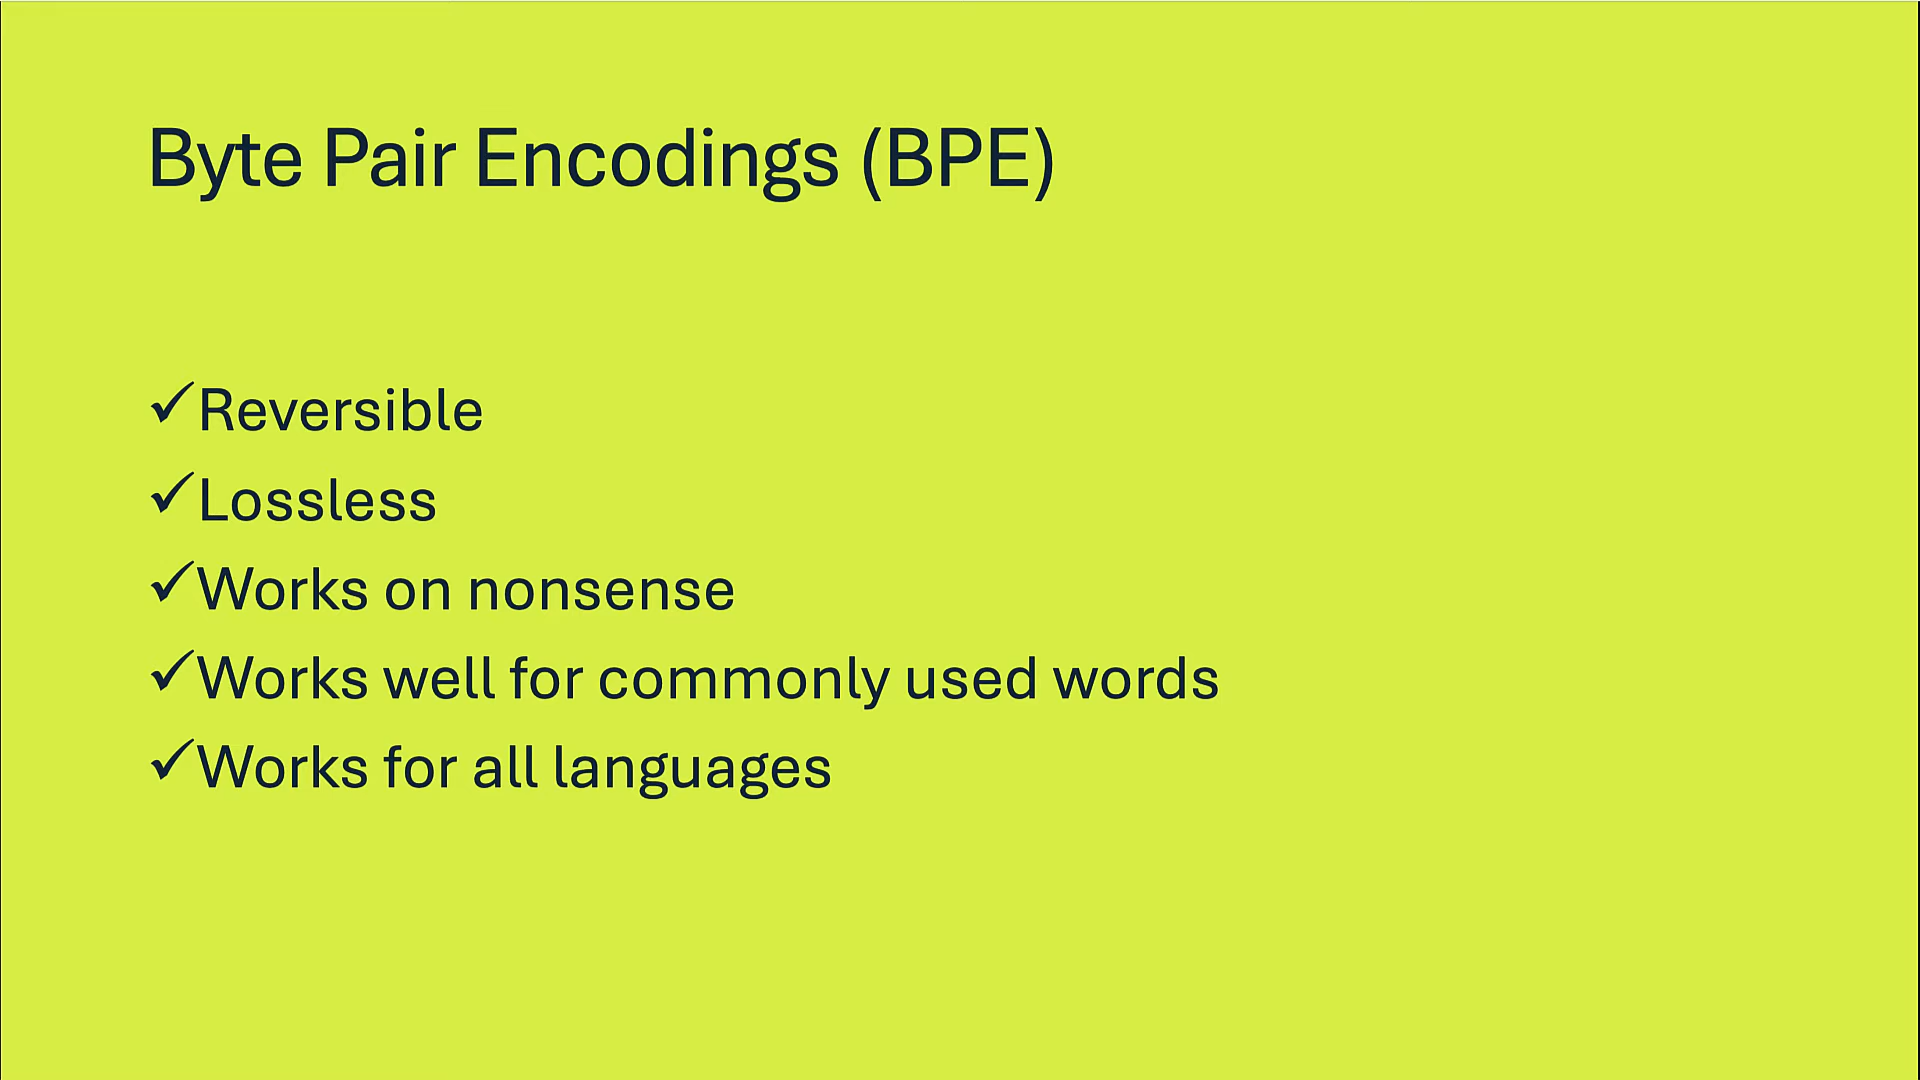 Byte Pair Encodings (BPE)
✓Reversible
✓Lossless
✓Works on nonsense
✓Works well for commonly used words
✓Works for all languages